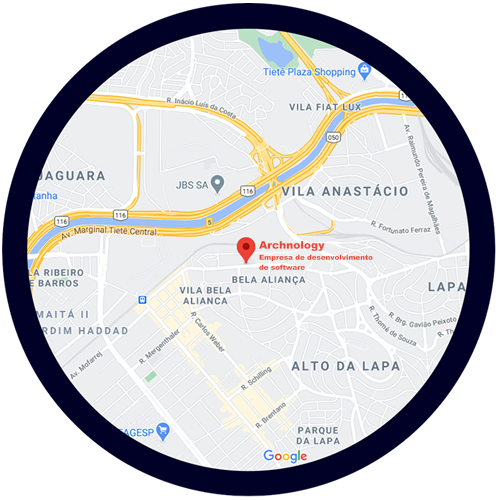 Tieté Plaza Shopping
R. Inácio Luís da Costa
VILA FIAT LUX
116
050
JAGUARA
JBS SA
116
VILA ANASTÁCIO
Av. Raimundo Pereira de Magalhães
116
116
Av. Marginal Tietê Central
R. Fortunato Ferraz
Archnology
Empresa de desenvolvimento
de software
LA RIBEIRO
DE BARROS
BELA ALIANÇA
VILA BELA
ALIANCA
LAPA
MAITÁ II
RDIM HADDAD
R. Carlos Weber
R. Brg. Gavião Peixoto
R. Thomé de Souza
R. Mergenthaler
Av. Mofarrej
ALTO DA LAPA
R. Schilling
R. Brentano
AGESP
PARQUE
DA LAPA
Google